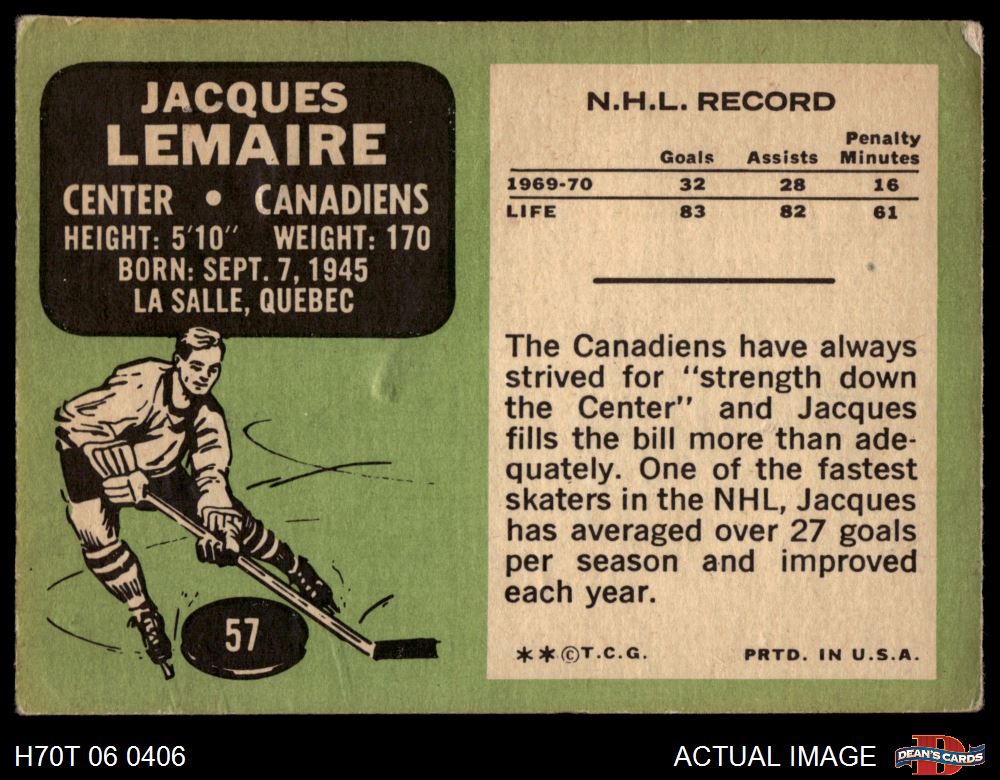 JACQUES
LEMAIRE
CENTER • CANADIENS
HEIGHT: 5'10" WEIGHT: 170
BORN: SEPT. 7, 1945
LA SALLE, QUEBEC
57
N.H.L. RECORD
Goals Assists Penalty Minutes
1969-70 32 28 16
LIFE 83 82 61
The Canadiens have always
strived for "strength down
the Center" and Jacques
fills the bill more than ade-
quately. One of the fastest
skaters in the NHL, Jacques
has averaged over 27 goals
per season and improved
each year.
**©T.C.G. PRTD. IN U.S.A.
H70T 06 0406
ACTUAL IMAGE
D
DEAN'S CARDS